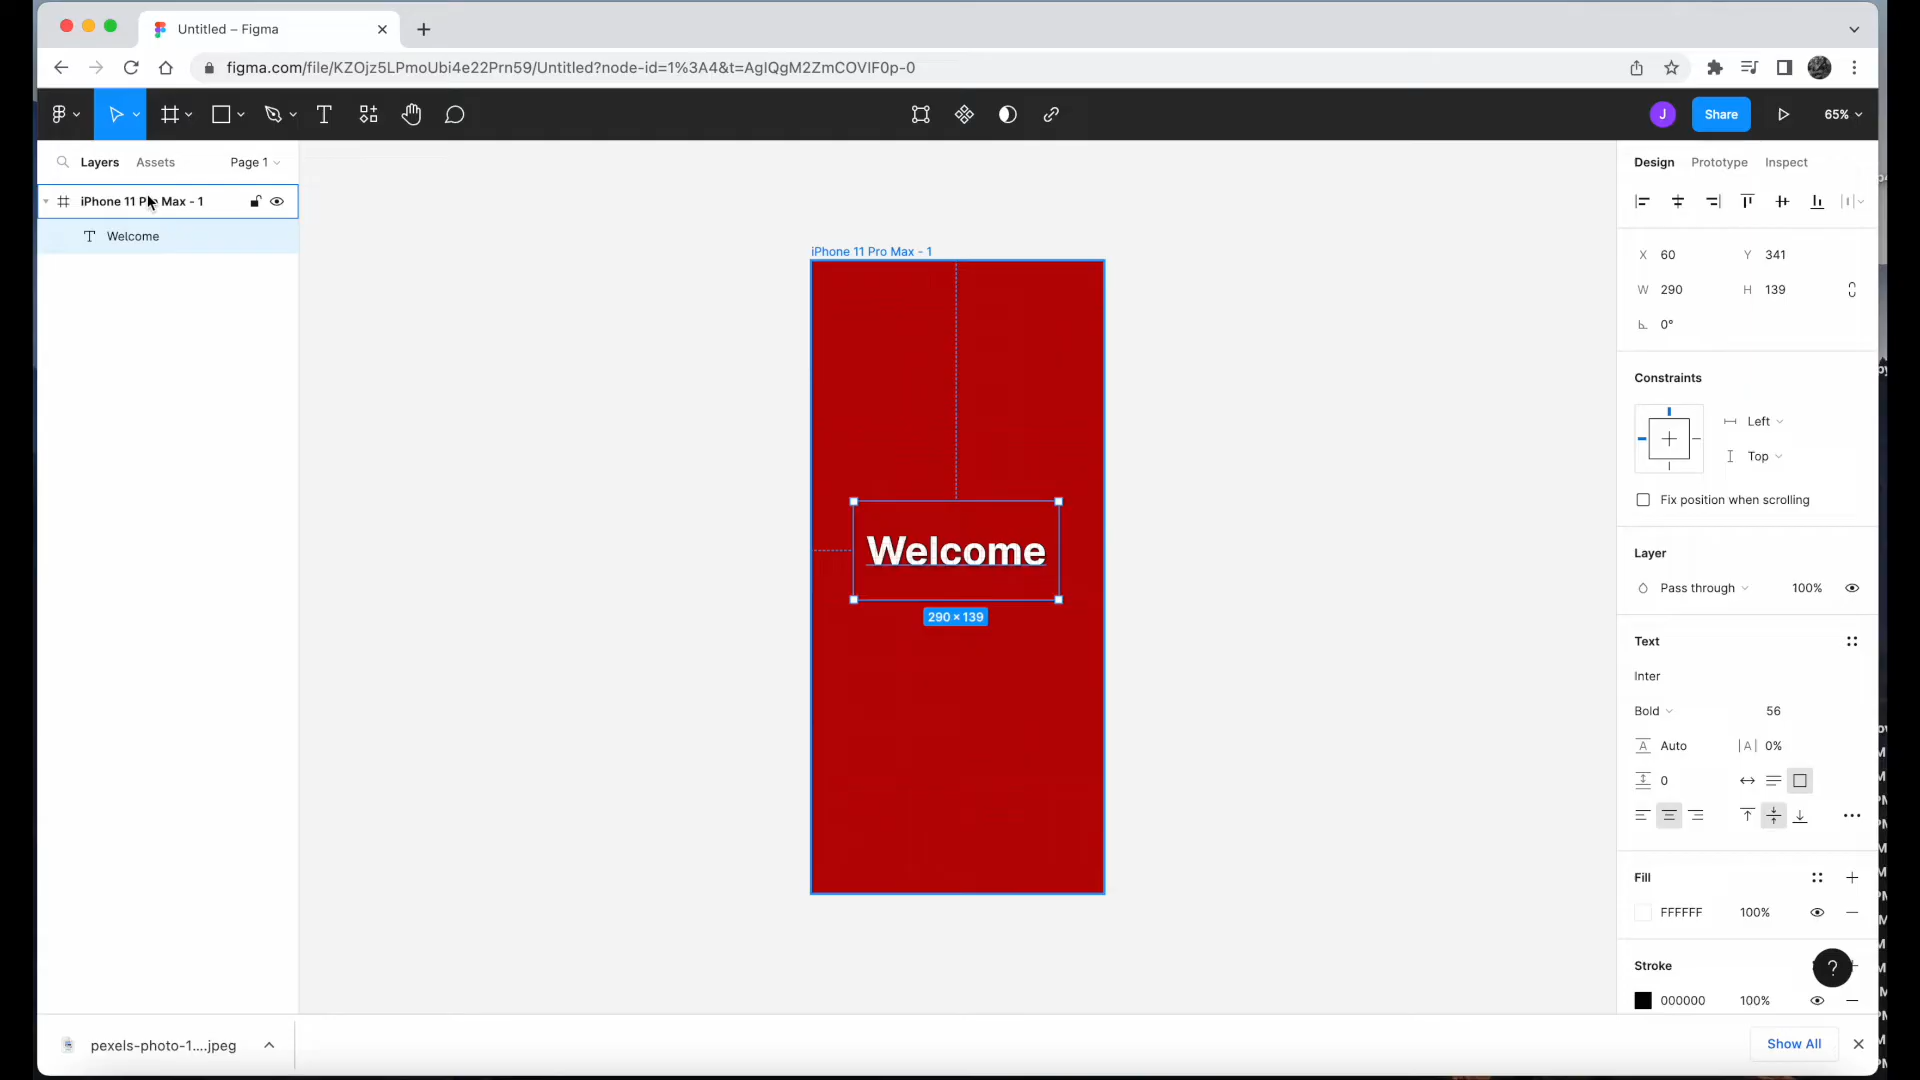 Untitled – Figma
figma.com/file/KZOjz5LPmoUbi4e22Prn59/Untitled?node-id=1%3A4&t=AgIQgM2ZmCOVIF0p-0
J
Share
65%
Layers
Assets
Page 1
Design
Prototype
Inspect
iPhone 11 Pro Max - 1
Welcome
iPhone 11 Pro Max - 1
Welcome
290 × 139
X 60
Y 341
W 290
H 139
0°
Constraints
Left
Top
Fix position when scrolling
Layer
Pass through
100%
Text
Inter
Bold
56
A Auto
|A| 0%
0
Fill
FFFFFF
100%
Stroke
000000
100%
?
pexels-photo-1....jpeg
Show All